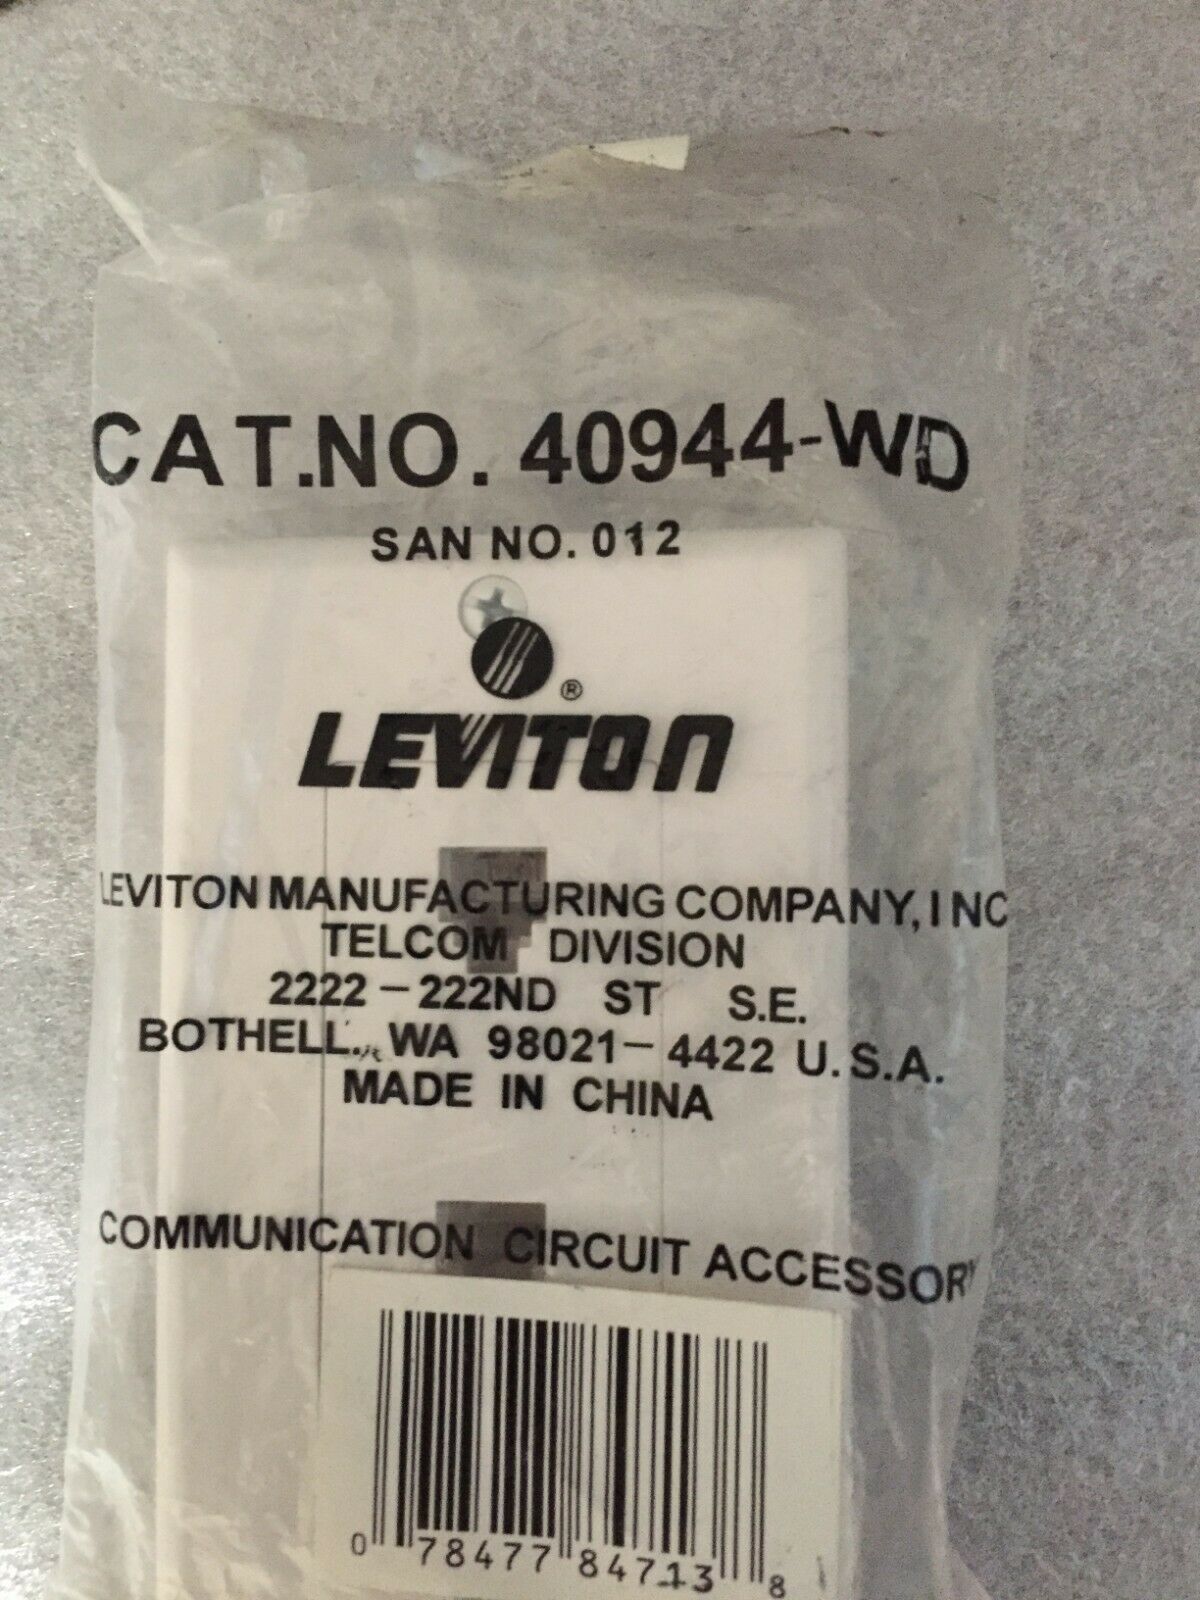 CAT.NO. 40944-WD
SAN NO. 012
®
LEVITON
LEVITON MANUFACTURING COMPANY, INC
TELCOM DIVISION
2222-222ND ST S.E.
BOTHELL. WA 98021-4422 U.S.A.
MADE IN CHINA
COMMUNICATION CIRCUIT ACCESSORY
0 78477 84713 8